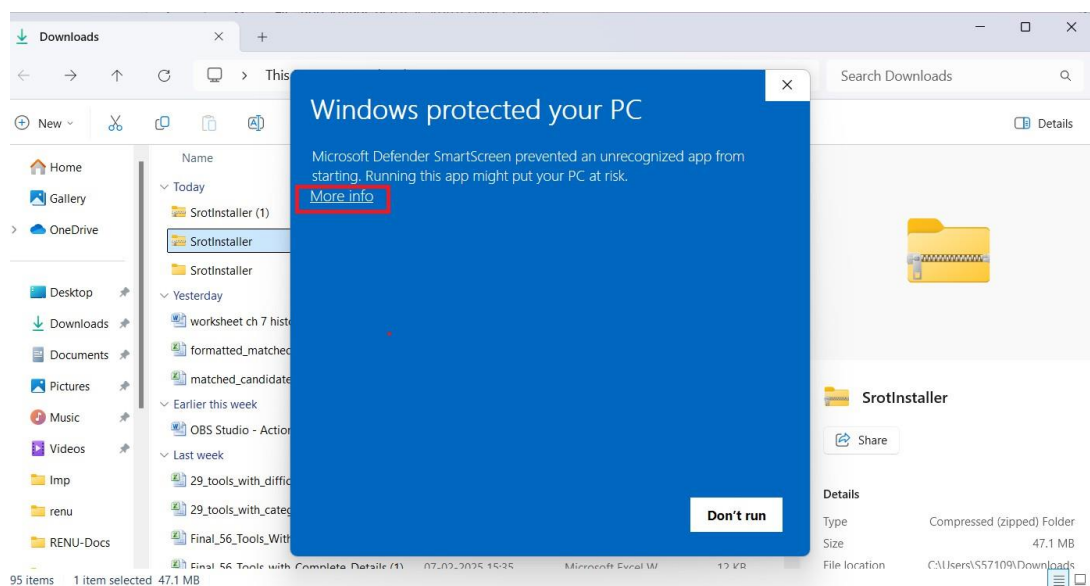 Downloads
This
Search Downloads
New
Details
Home
Gallery
OneDrive
Desktop
Downloads
Documents
Pictures
Music
Videos
Imp
renu
RENU-Docs
Name
Today
SrotInstaller (1)
SrotInstaller
SrotInstaller
Yesterday
worksheet ch 7 histo
formatted_matched
matched_candidate
Earlier this week
OBS Studio - Action
Last week
29_tools_with_diffic
29_tools_with_categ
Final_56_Tools_With
Final_56_Tools_with_Complete_Details (1) 07-02-2025 15:35 Microsoft Excel W... 12 KB
Windows protected your PC
Microsoft Defender SmartScreen prevented an unrecognized app from
starting. Running this app might put your PC at risk.
More info
Don't run
SrotInstaller
Share
Details
Type Compressed (zipped) Folder
Size 47.1 MB
File location C:\Users\S57109\Downloads
95 items 1 item selected 47.1 MB